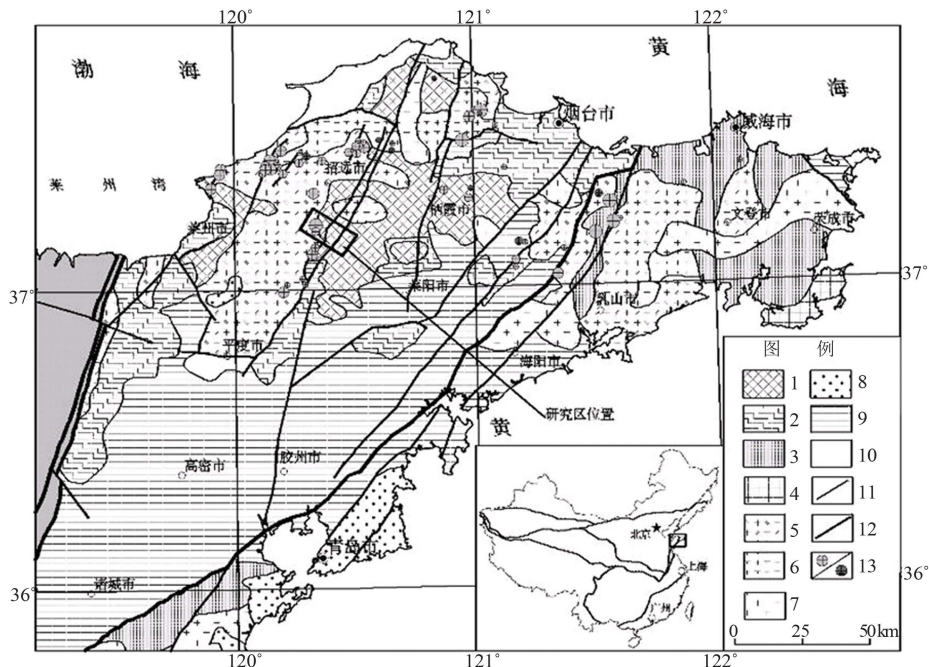 120°
121°
122°
渤 海
黄
海
烟台市
威海市
莱 州 湾
招远市
栖霞市
文登市
荣成市
莱州市
37°
37°
莱阳市
乳山市
平度市
海阳市
研究区位置
黄
高密市
胶州市
青岛市
诸城市
36°
36°
北京
上海
广州
图 例
1 8
2 9
3 10
4 11
5 12
6 13
7
0 25 50km
120°
121°
122°